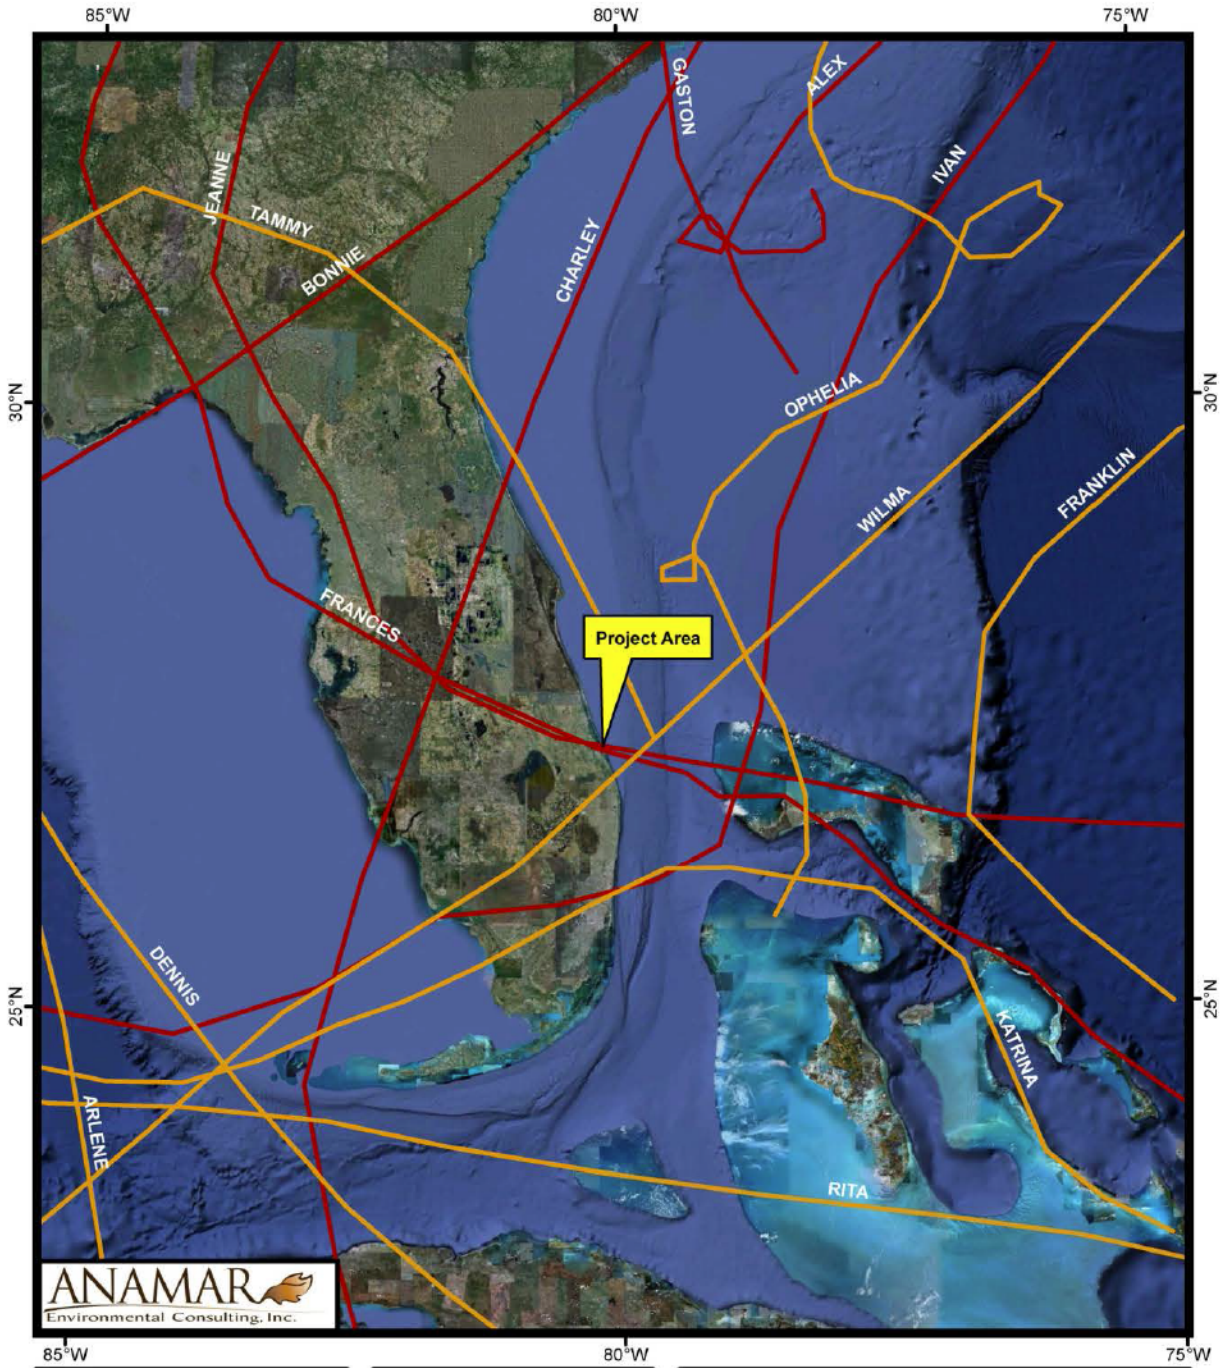 85°W
80°W
75°W
GASTON
ALEX
IVAN
JEANNE
TAMMY
BONNIE
CHARLEY
30°N
30°N
OPHELIA
WILMA
FRANKLIN
FRANCES
Project Area
DENNIS
25°N
25°N
KATRINA
ARLENE
RITA
ANAMAR
Environmental Consulting, Inc.
85°W
80°W
75°W